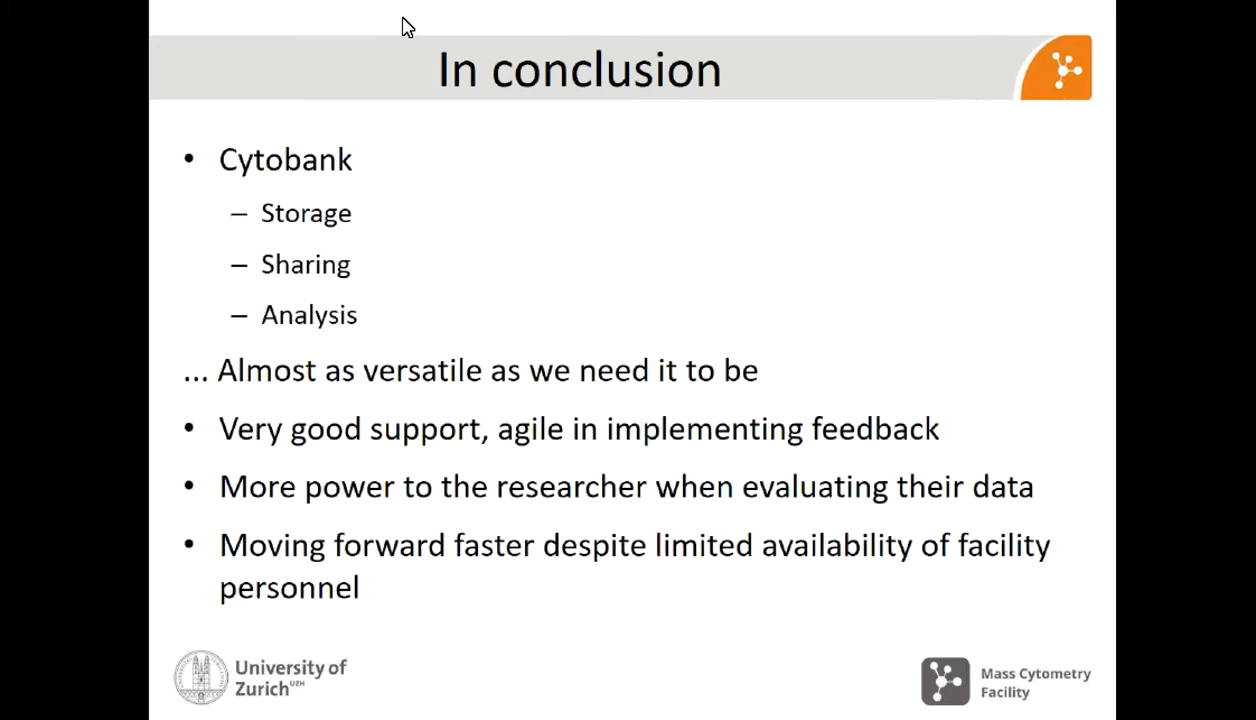 In conclusion
• Cytobank
– Storage
– Sharing
– Analysis
... Almost as versatile as we need it to be
• Very good support, agile in implementing feedback
• More power to the researcher when evaluating their data
• Moving forward faster despite limited availability of facility
personnel
University of
Zurich UZH
Mass Cytometry
Facility